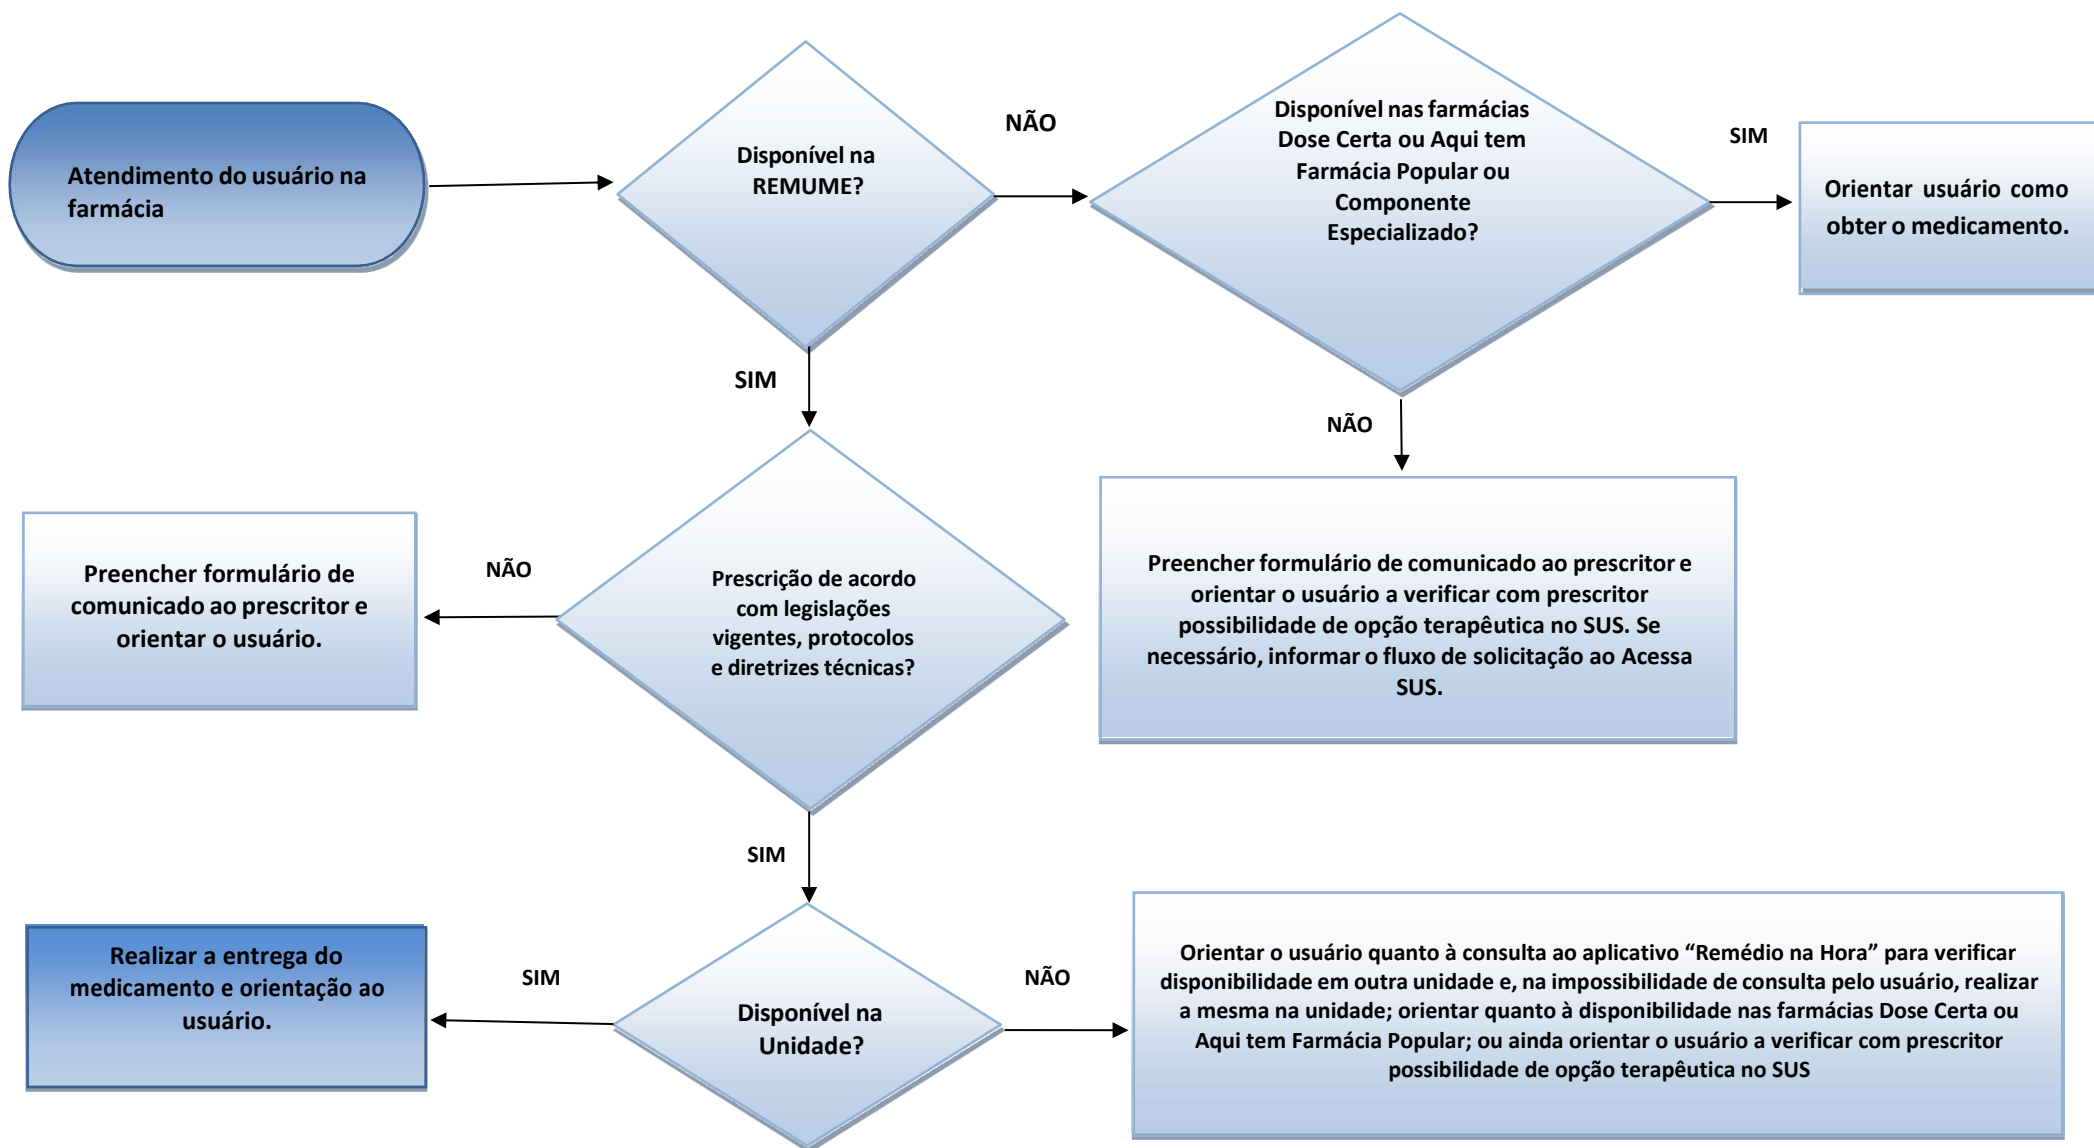 Atendimento do usuário na
farmácia
Disponível na
REMUME?
NÃO
Disponível nas farmácias
Dose Certa ou Aqui tem
Farmácia Popular ou
Componente
Especializado?
SIM
Orientar usuário como
obter o medicamento.
SIM
NÃO
Preencher formulário de
comunicado ao prescritor e
orientar o usuário.
NÃO
Prescrição de acordo
com legislações
vigentes, protocolos
e diretrizes técnicas?
Preencher formulário de comunicado ao prescritor e
orientar o usuário a verificar com prescritor
possibilidade de opção terapêutica no SUS. Se
necessário, informar o fluxo de solicitação ao Acessa
SUS.
SIM
Realizar a entrega do
medicamento e orientação ao
usuário.
SIM
Disponível na
Unidade?
NÃO
Orientar o usuário quanto à consulta ao aplicativo “Remédio na Hora” para verificar
disponibilidade em outra unidade e, na impossibilidade de consulta pelo usuário, realizar
a mesma na unidade; orientar quanto à disponibilidade nas farmácias Dose Certa ou
Aqui tem Farmácia Popular; ou ainda orientar o usuário a verificar com prescritor
possibilidade de opção terapêutica no SUS